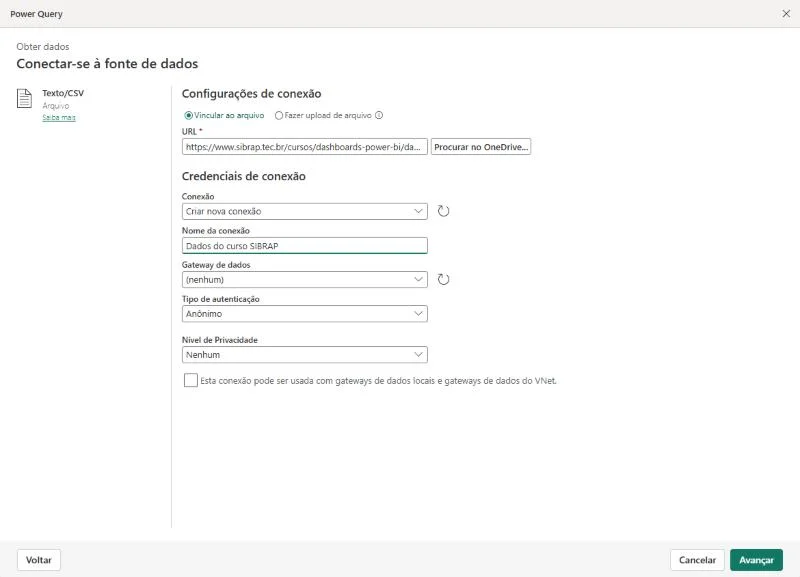 Power Query
Obter dados
Conectar-se à fonte de dados
Texto/CSV
Arquivo
Saiba mais
Configurações de conexão
Vincular ao arquivo Fazer upload de arquivo
URL *
https://www.sibrap.tec.br/cursos/dashboards-power-bi/da... Procurar no OneDrive...
Credenciais de conexão
Conexão
Criar nova conexão
Nome da conexão
Dados do curso SIBRAP
Gateway de dados
(nenhum)
Tipo de autenticação
Anônimo
Nível de Privacidade
Nenhum
Esta conexão pode ser usada com gateways de dados locais e gateways de dados do VNet.
Voltar Cancelar Avançar